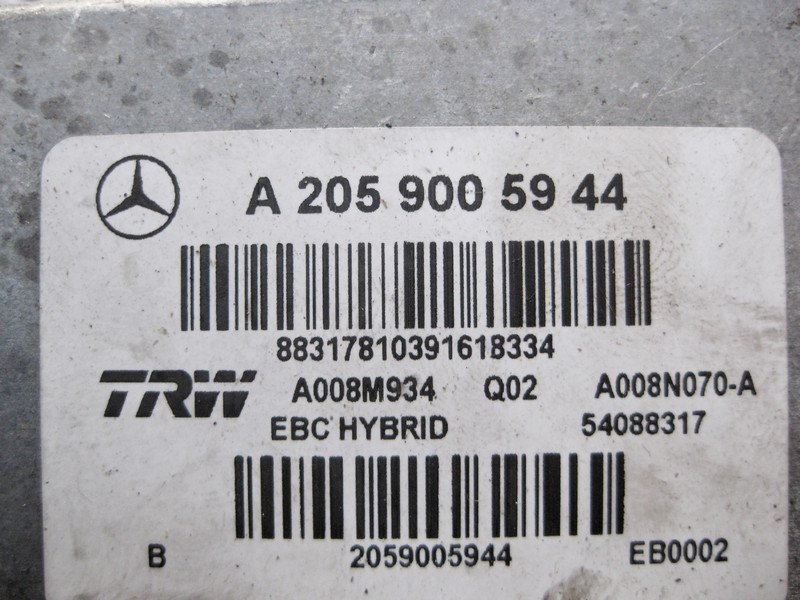 A 205 900 59 44
88317810391618334
TRW A008M934 Q02 A008N070-A
EBC HYBRID 54088317
B 2059005944 EB0002